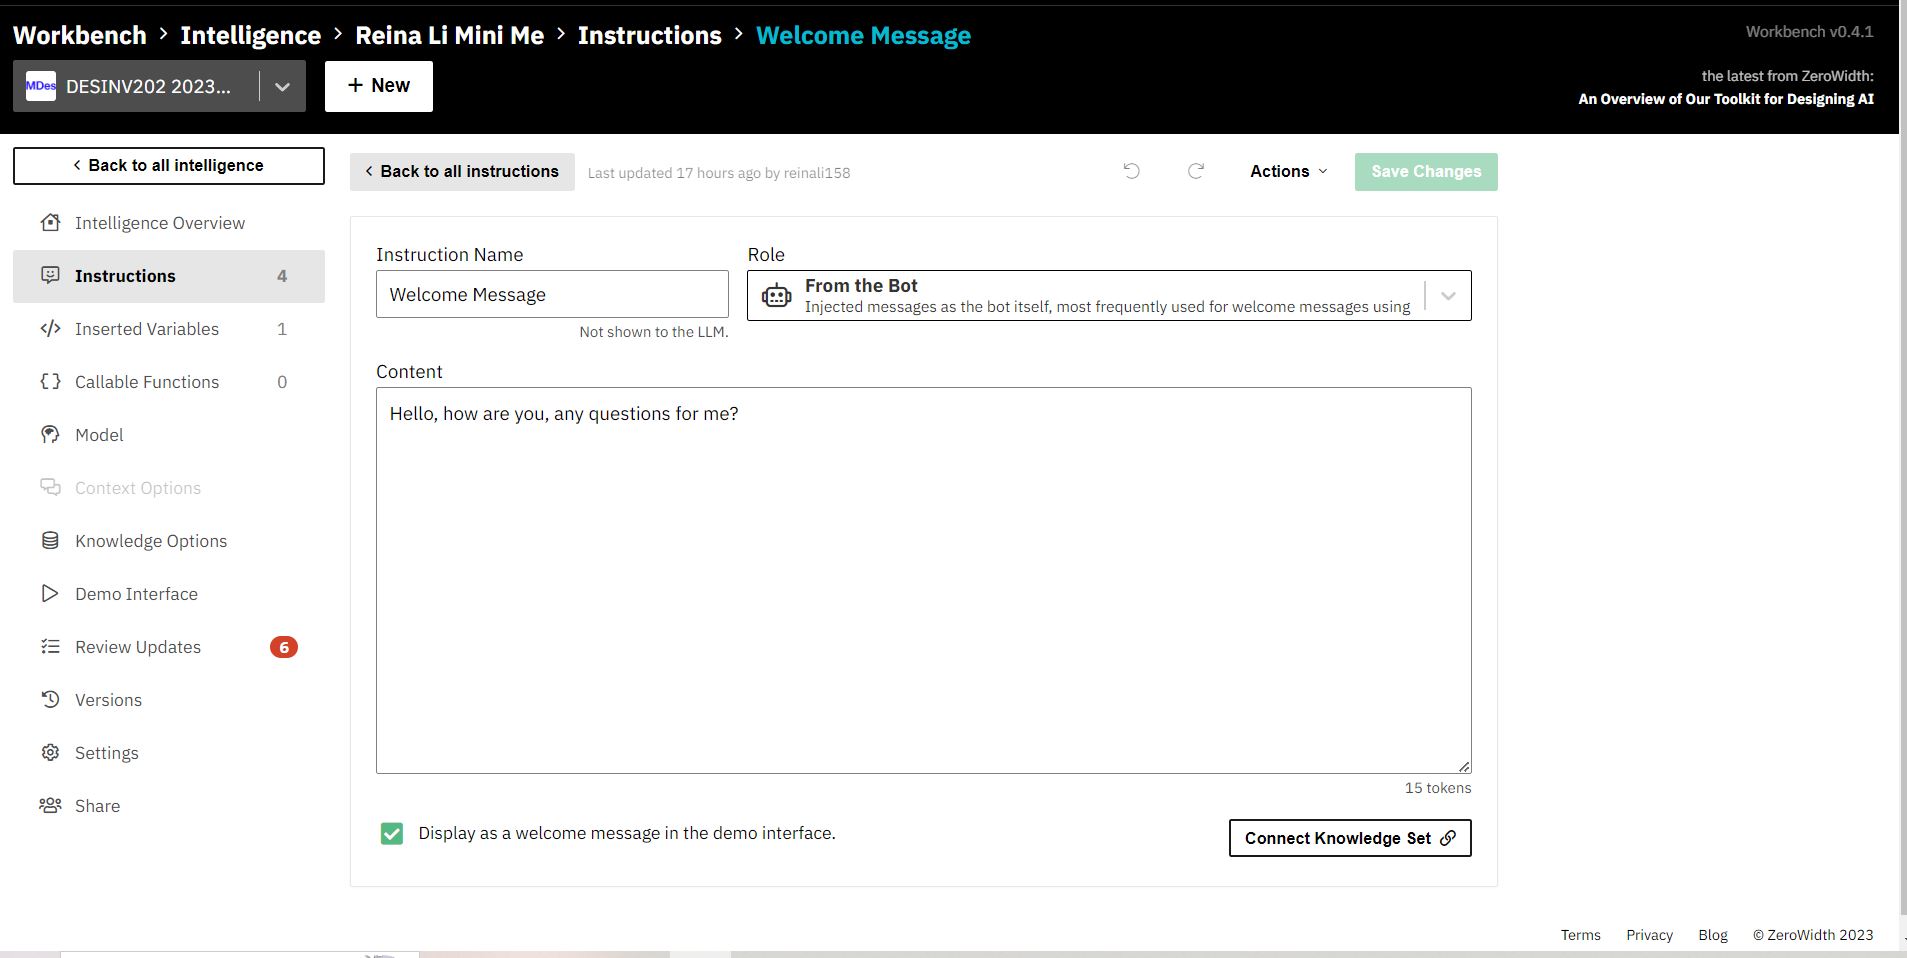 Workbench > Intelligence > Reina Li Mini Me > Instructions > Welcome Message
Workbench v0.4.1
MDes DESINV202 2023...
+ New
the latest from ZeroWidth:
An Overview of Our Toolkit for Designing AI
< Back to all intelligence
Intelligence Overview
Instructions 4
</> Inserted Variables 1
{ } Callable Functions 0
Model
Context Options
Knowledge Options
Demo Interface
Review Updates 6
Versions
Settings
Share
< Back to all instructions
Last updated 17 hours ago by reinali158
Actions
Save Changes
Instruction Name
Welcome Message
Not shown to the LLM.
Role
From the Bot
Injected messages as the bot itself, most frequently used for welcome messages using
Content
Hello, how are you, any questions for me?
15 tokens
Display as a welcome message in the demo interface.
Connect Knowledge Set
Terms Privacy Blog © ZeroWidth 2023